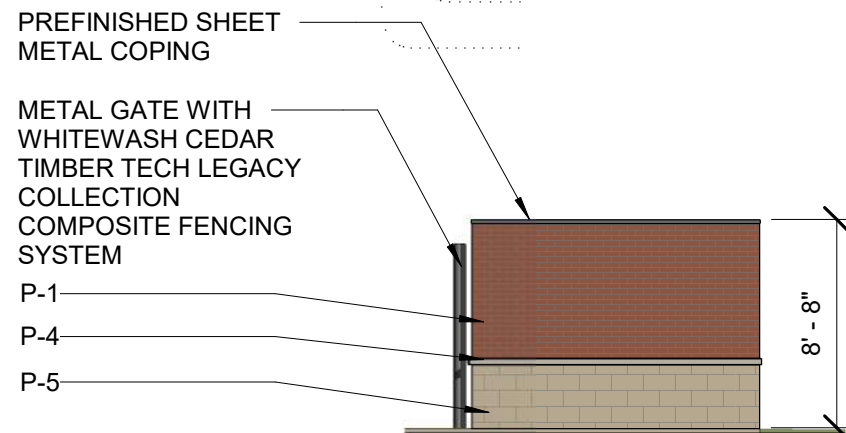 PREFINISHED SHEET
METAL COPING
METAL GATE WITH
WHITEWASH CEDAR
TIMBER TECH LEGACY
COLLECTION
COMPOSITE FENCING
SYSTEM
P-1
P-4
P-5
8' - 8"